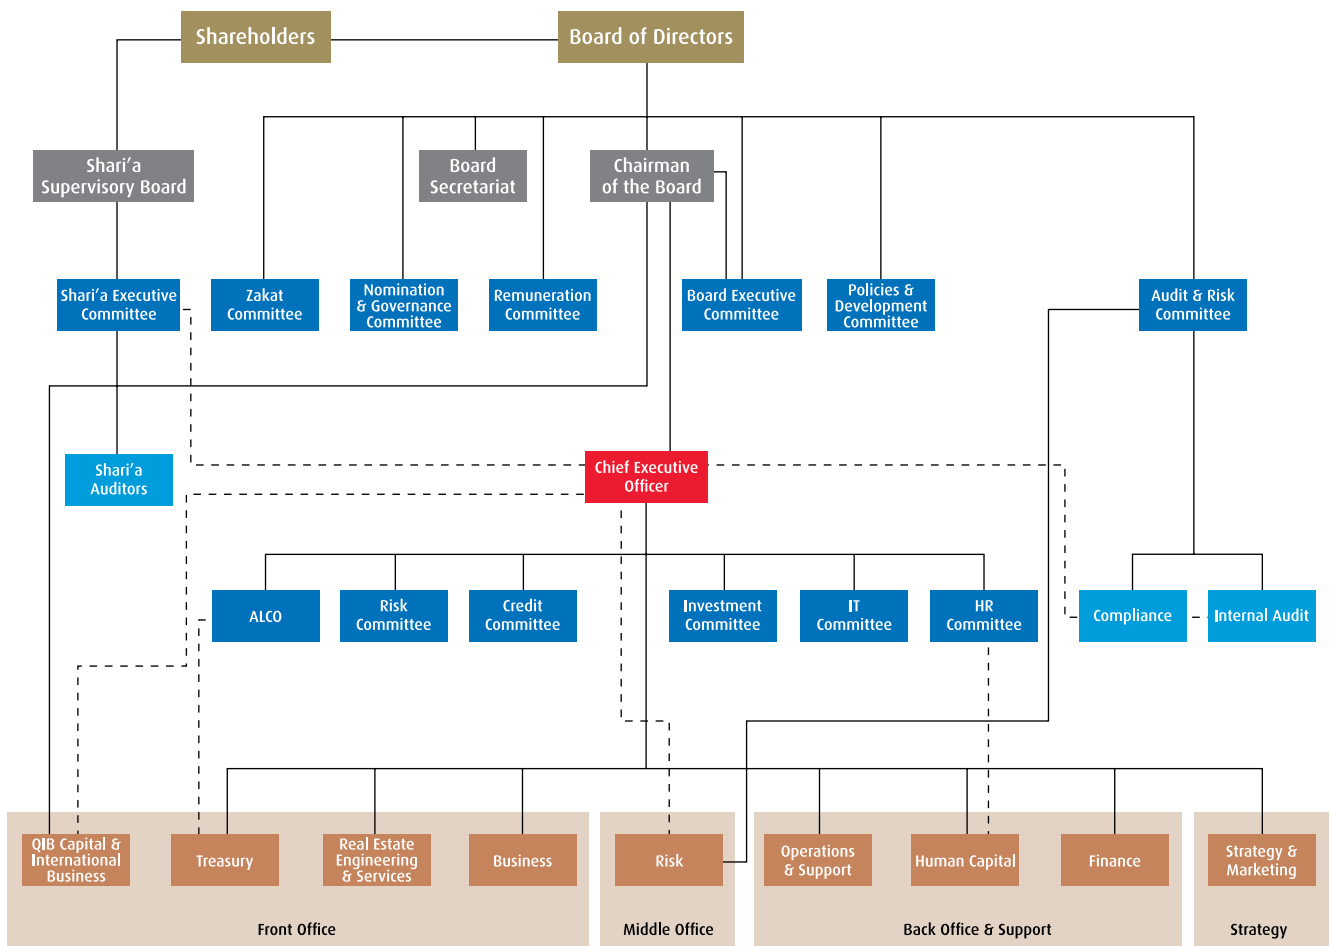 Shareholders
Board of Directors
Shari'a
Supervisory Board
Board
Secretariat
Chairman
of the Board
Shari'a Executive
Committee
Zakat
Committee
Nomination
& Governance
Committee
Remuneration
Committee
Board Executive
Committee
Policies &
Development
Committee
Audit & Risk
Committee
Shari'a
Auditors
Chief Executive
Officer
ALCO
Risk
Committee
Credit
Committee
Investment
Committee
IT
Committee
HR
Committee
Compliance
Internal Audit
QIB Capital &
International
Business
Treasury
Real Estate
Engineering
& Services
Business
Risk
Operations
& Support
Human Capital
Finance
Strategy &
Marketing
Front Office
Middle Office
Back Office & Support
Strategy